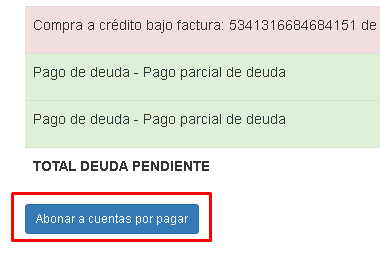 Compra a crédito bajo factura: 5341316684684151 de
Pago de deuda - Pago parcial de deuda
Pago de deuda - Pago parcial de deuda
TOTAL DEUDA PENDIENTE
Abonar a cuentas por pagar